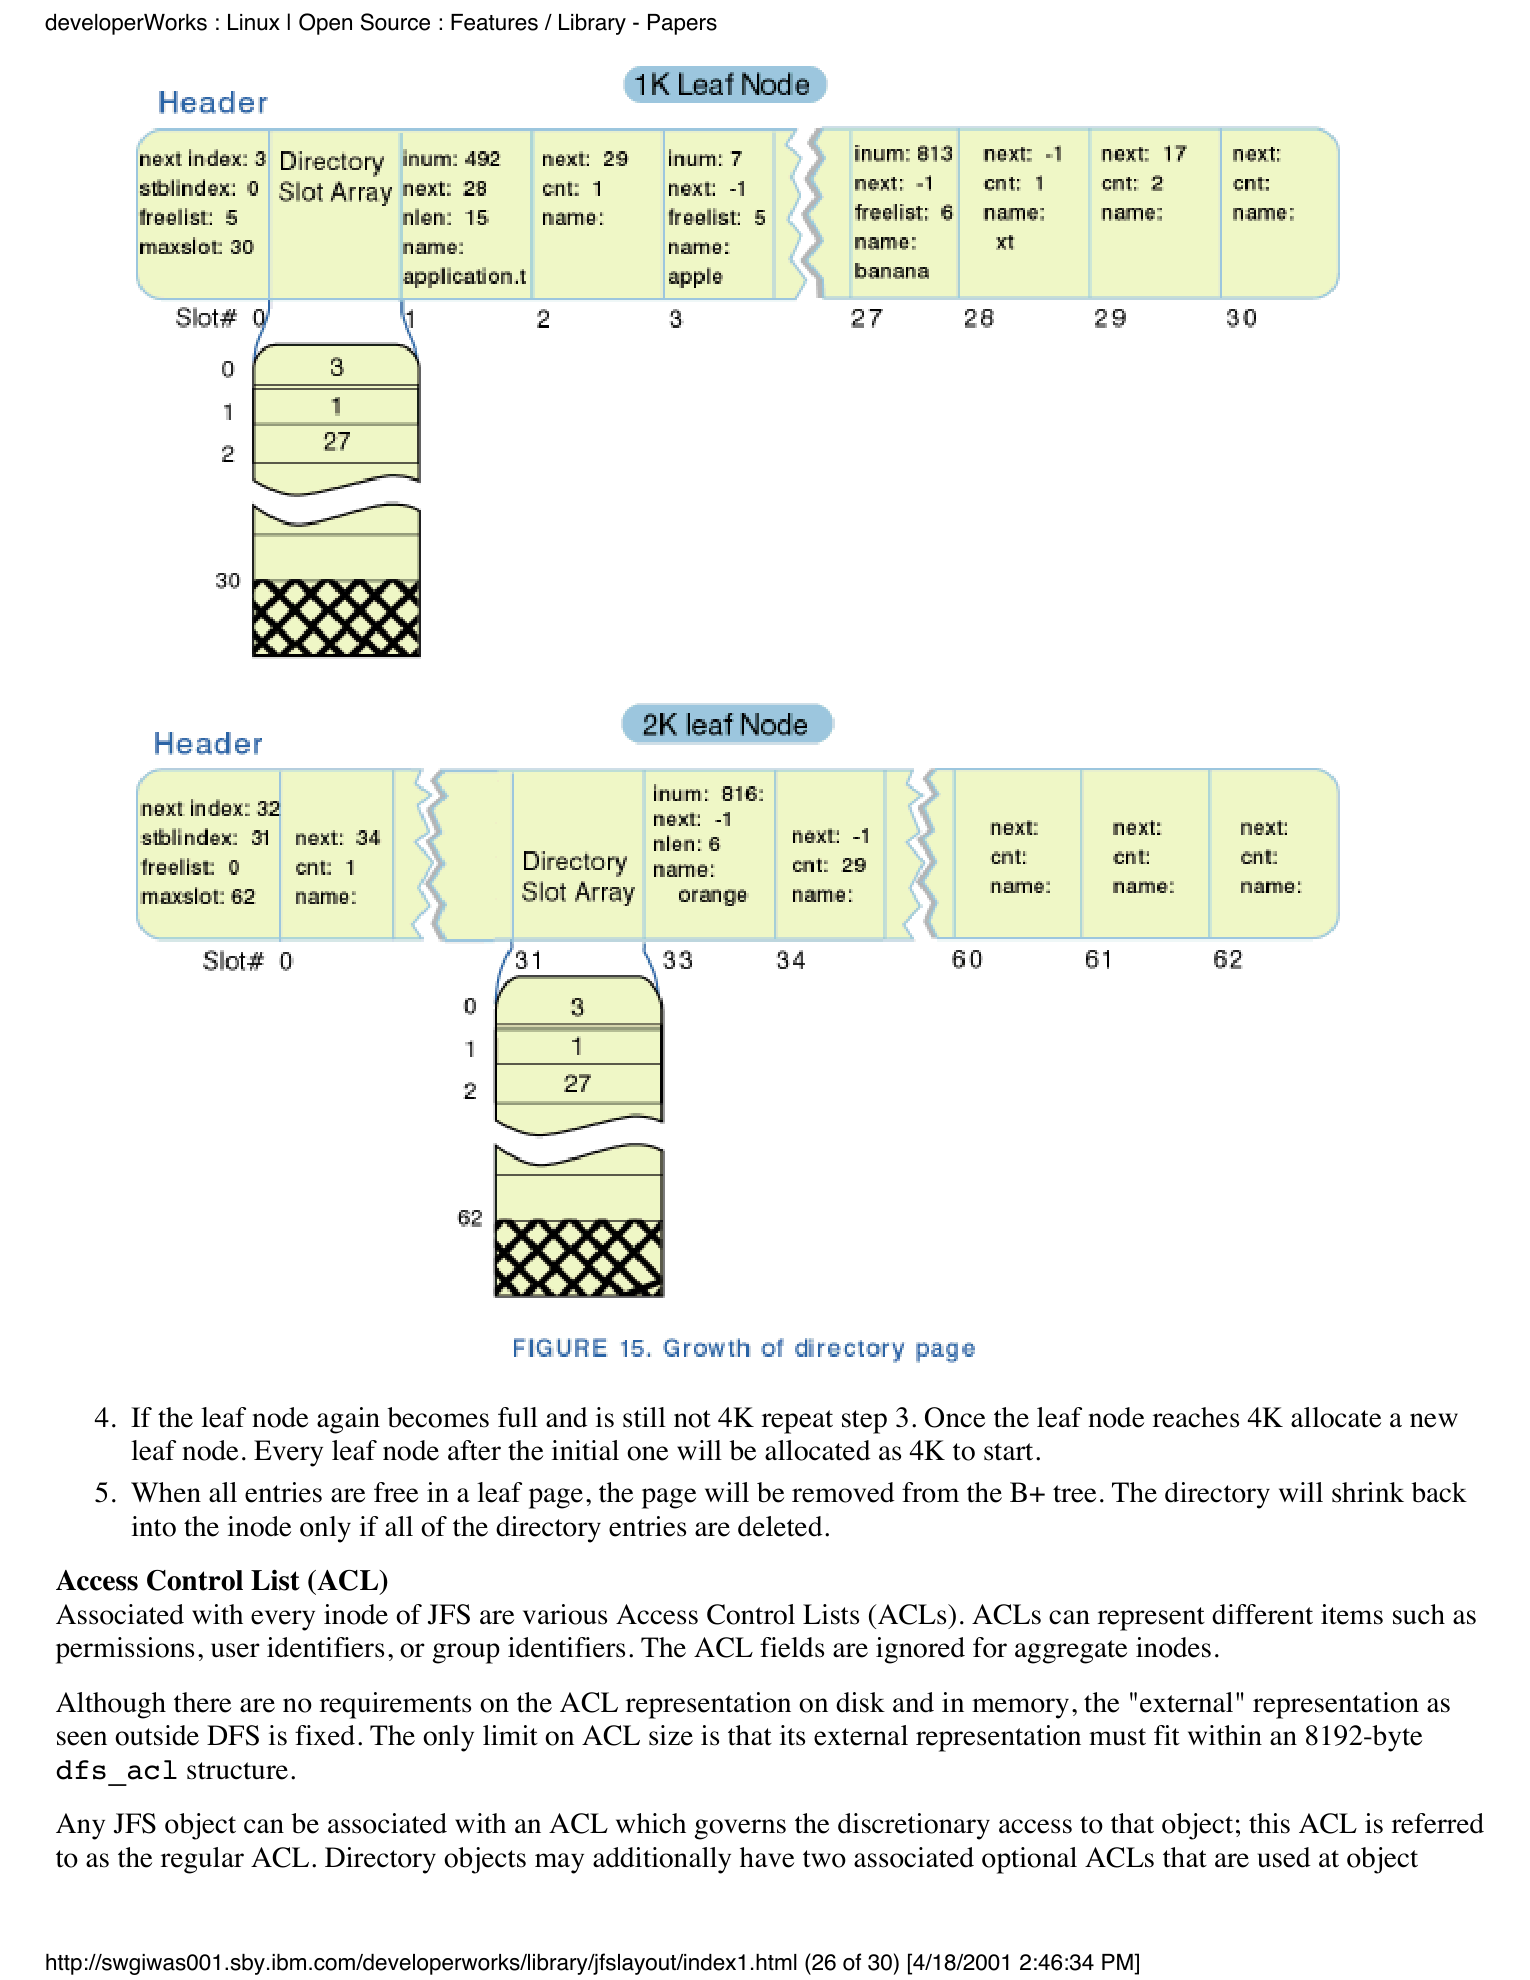 developerWorks : Linux | Open Source : Features / Library - Papers
1K Leaf Node
Header
next index: 3
stblindex: 0
freelist: 5
maxslot: 30
Directory
Slot Array
inum: 492
next: 28
nlen: 15
name:
application.t
next: 29
cnt: 1
name:
inum: 7
next: -1
freelist: 5
name:
apple
inum: 813
next: -1
freelist: 6
name:
banana
next: -1
cnt: 1
name:
xt
next: 17
cnt: 2
name:
next:
cnt:
name:
Slot# 0 1 2 3 27 28 29 30
0 3
1 1
2 27
30
2K leaf Node
Header
next index: 32
stblindex: 31
freelist: 0
maxslot: 62
next: 34
cnt: 1
name:
Directory
Slot Array
inum: 816:
next: -1
nlen: 6
name:
orange
next: -1
cnt: 29
name:
next:
cnt:
name:
next:
cnt:
name:
next:
cnt:
name:
Slot# 0 31 33 34 60 61 62
0 3
1 1
2 27
62
FIGURE 15. Growth of directory page
4. If the leaf node again becomes full and is still not 4K repeat step 3. Once the leaf node reaches 4K allocate a new
leaf node. Every leaf node after the initial one will be allocated as 4K to start.
5. When all entries are free in a leaf page, the page will be removed from the B+ tree. The directory will shrink back
into the inode only if all of the directory entries are deleted.
Access Control List (ACL)
Associated with every inode of JFS are various Access Control Lists (ACLs). ACLs can represent different items such as
permissions, user identifiers, or group identifiers. The ACL fields are ignored for aggregate inodes.
Although there are no requirements on the ACL representation on disk and in memory, the "external" representation as
seen outside DFS is fixed. The only limit on ACL size is that its external representation must fit within an 8192-byte
dfs_acl structure.
Any JFS object can be associated with an ACL which governs the discretionary access to that object; this ACL is referred
to as the regular ACL. Directory objects may additionally have two associated optional ACLs that are used at object
http://swgiwas001.sby.ibm.com/developerworks/library/jfslayout/index1.html (26 of 30) [4/18/2001 2:46:34 PM]